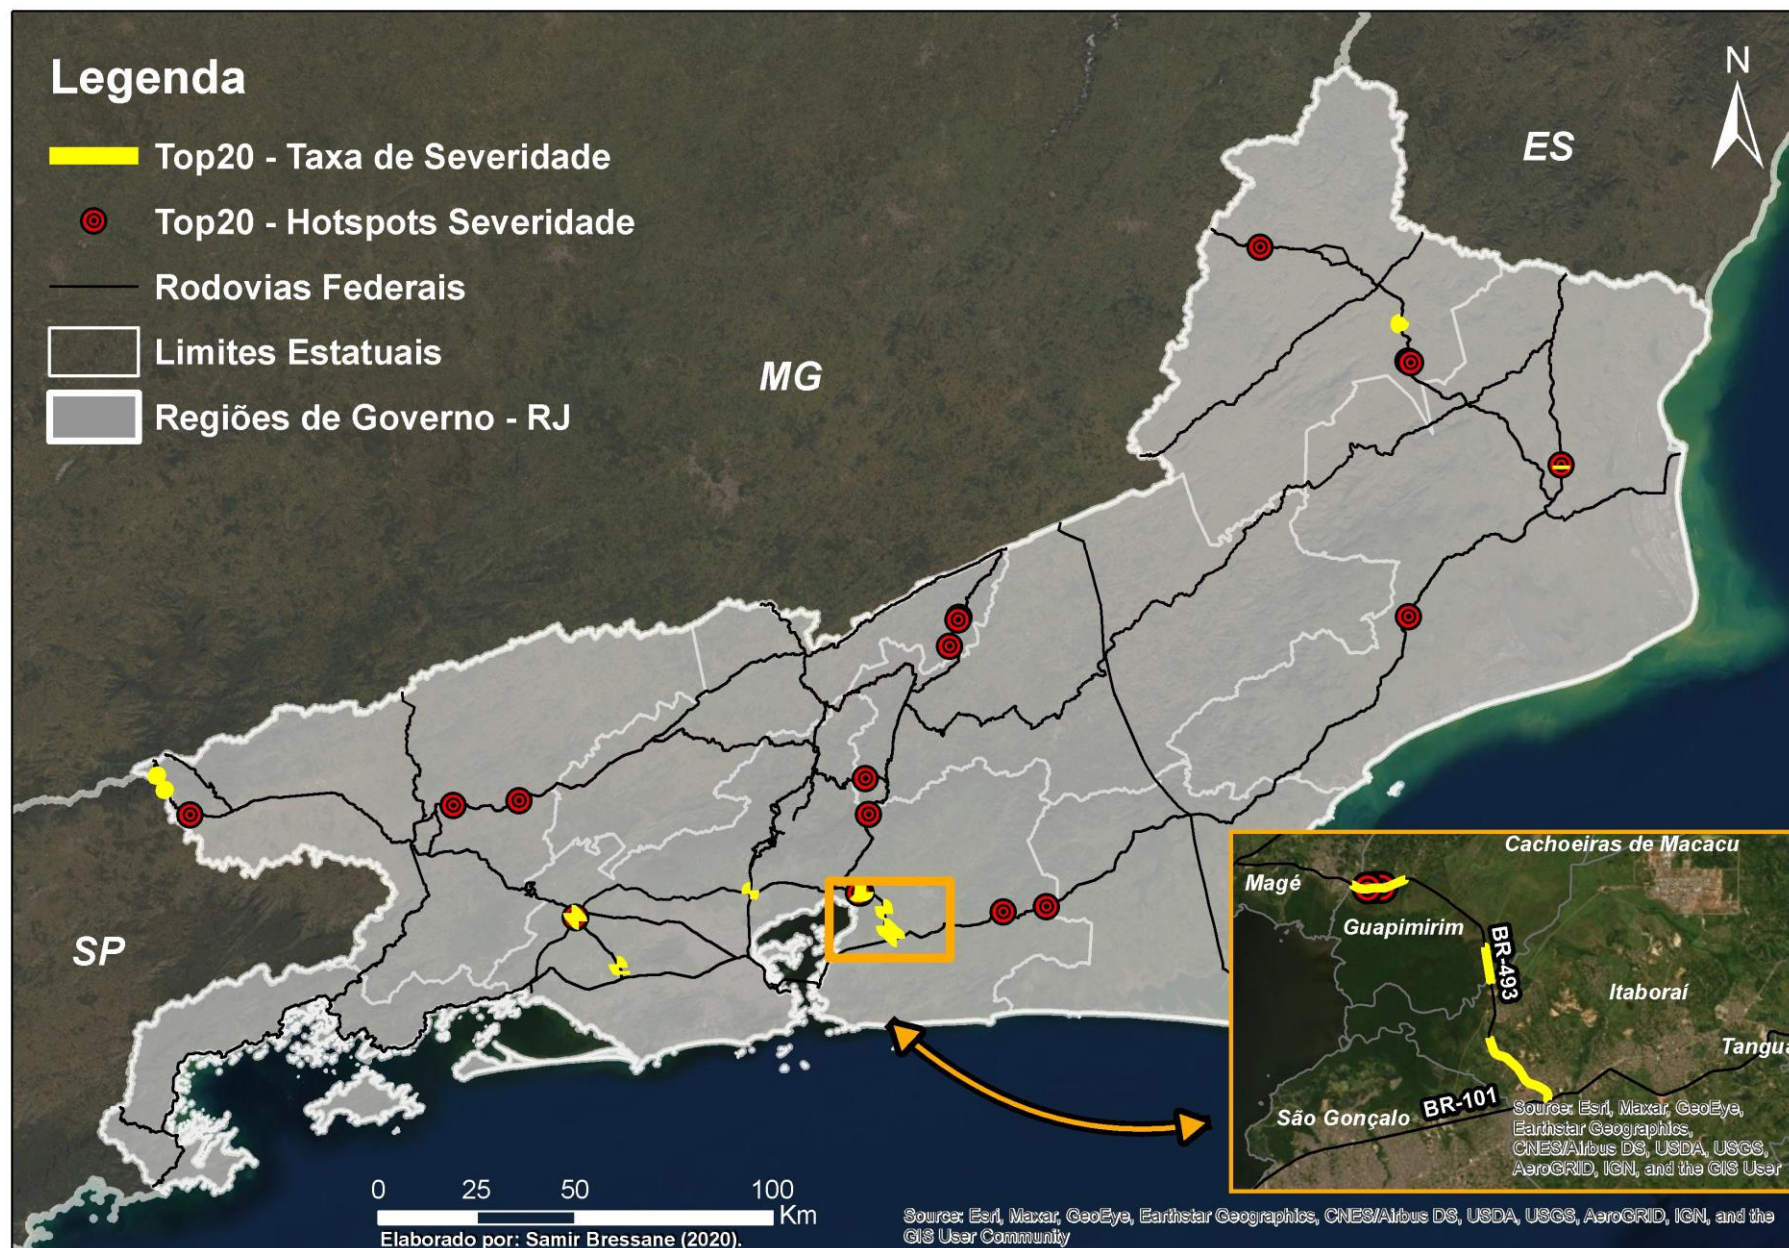 Legenda
Top20 - Taxa de Severidade
Top20 - Hotspots Severidade
Rodovias Federais
Limites Estatuais
Regiões de Governo - RJ
N
ES
MG
SP
Cachoeiras de Macacu
Magé
Guapimirim
BR-493
Itaboraí
Tanguá
BR-101
São Gonçalo
Source: Esri, Maxar, GeoEye,
Earthstar Geographics,
CNES/Airbus DS, USDA, USGS,
AeroGRID, IGN, and the GIS User
0 25 50 100
Km
Elaborado por: Samir Bressane (2020).
Source: Esri, Maxar, GeoEye, Earthstar Geographics, CNES/Airbus DS, USDA, USGS, AeroGRID, IGN, and the
GIS User Community